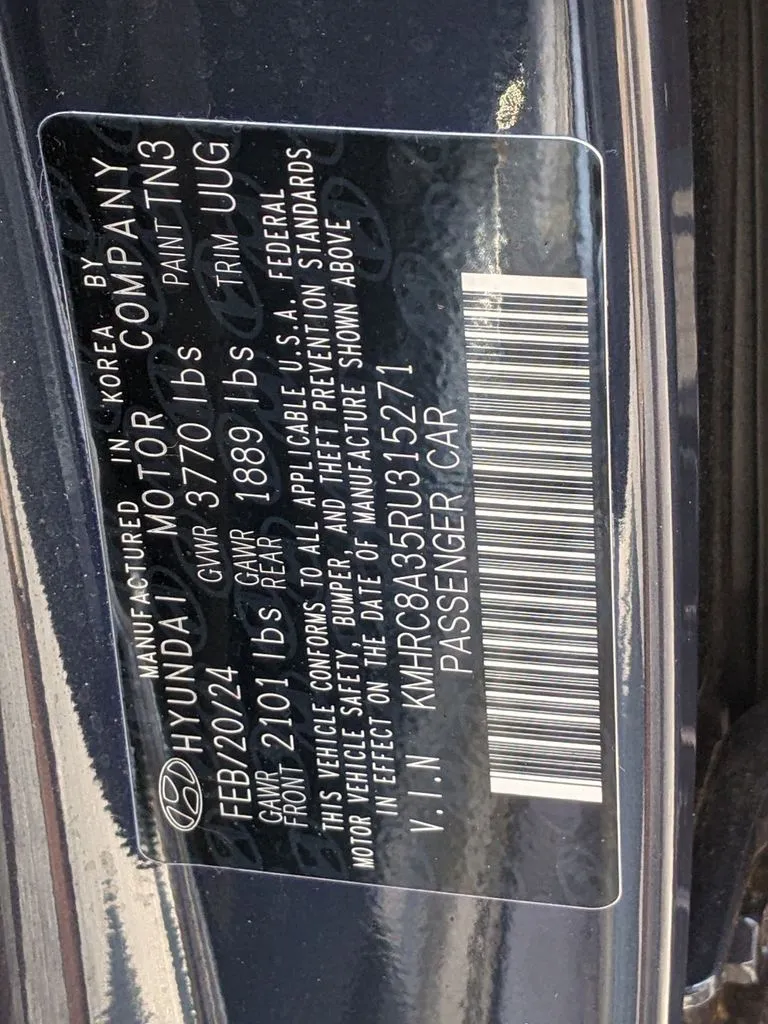 MANUFACTURED IN KOREA BY
HYUNDAI MOTOR COMPANY
FEB/20/24 GVWR 3770 lbs PAINT TN3
GAWR FRONT 2101 lbs GAWR REAR 1889 lbs TRIM UUG
THIS VEHICLE CONFORMS TO ALL APPLICABLE U.S.A. FEDERAL
MOTOR VEHICLE SAFETY, BUMPER, AND THEFT PREVENTION STANDARDS
IN EFFECT ON THE DATE OF MANUFACTURE SHOWN ABOVE
V.I.N KMHRC8A35RU315271
PASSENGER CAR